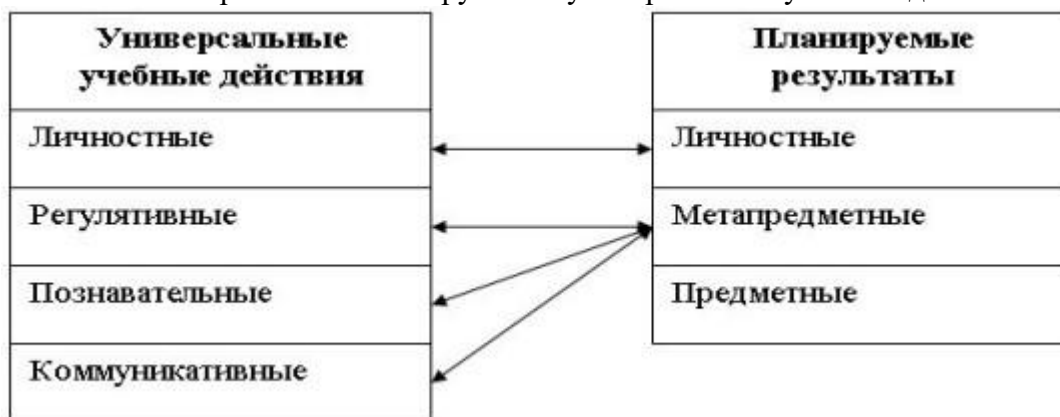 Универсальные
учебные действия
Личностные
Регулятивные
Познавательные
Коммуникативные
Планируемые
результаты
Личностные
Метапредметные
Предметные